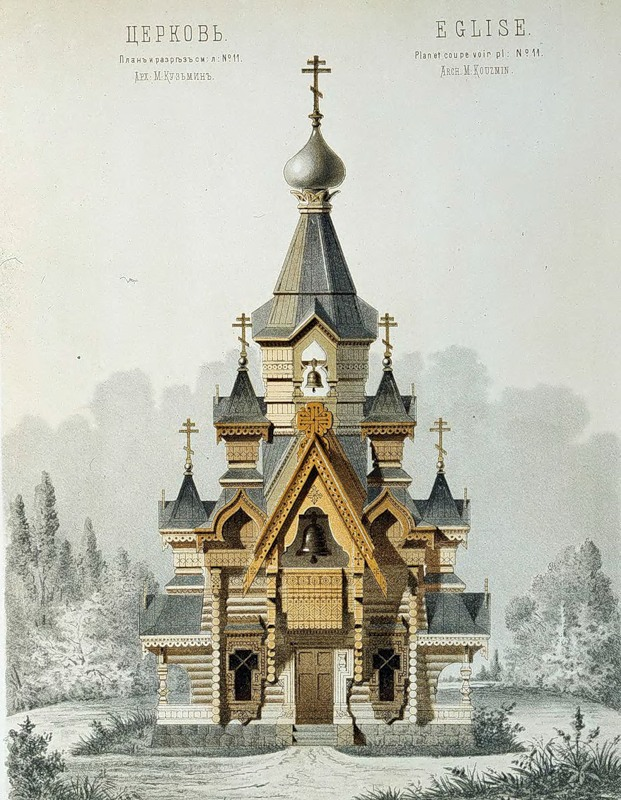 ЦЕРКОВЬ.
Планъ и разрѣзъ см: л: № 11.
Арх: М: Кузьминъ.
EGLISE.
Plan et coupe voir pl: № 11.
Arch. M: Kouzmin.